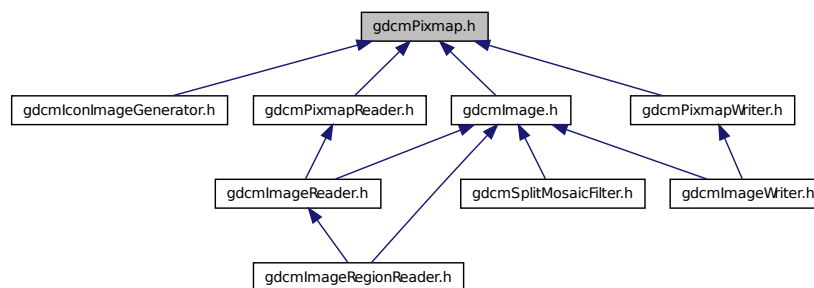 gdcmPixmap.h
gdcmIconImageGenerator.h
gdcmPixmapReader.h
gdcmImage.h
gdcmPixmapWriter.h
gdcmImageReader.h
gdcmSplitMosaicFilter.h
gdcmImageWriter.h
gdcmImageRegionReader.h